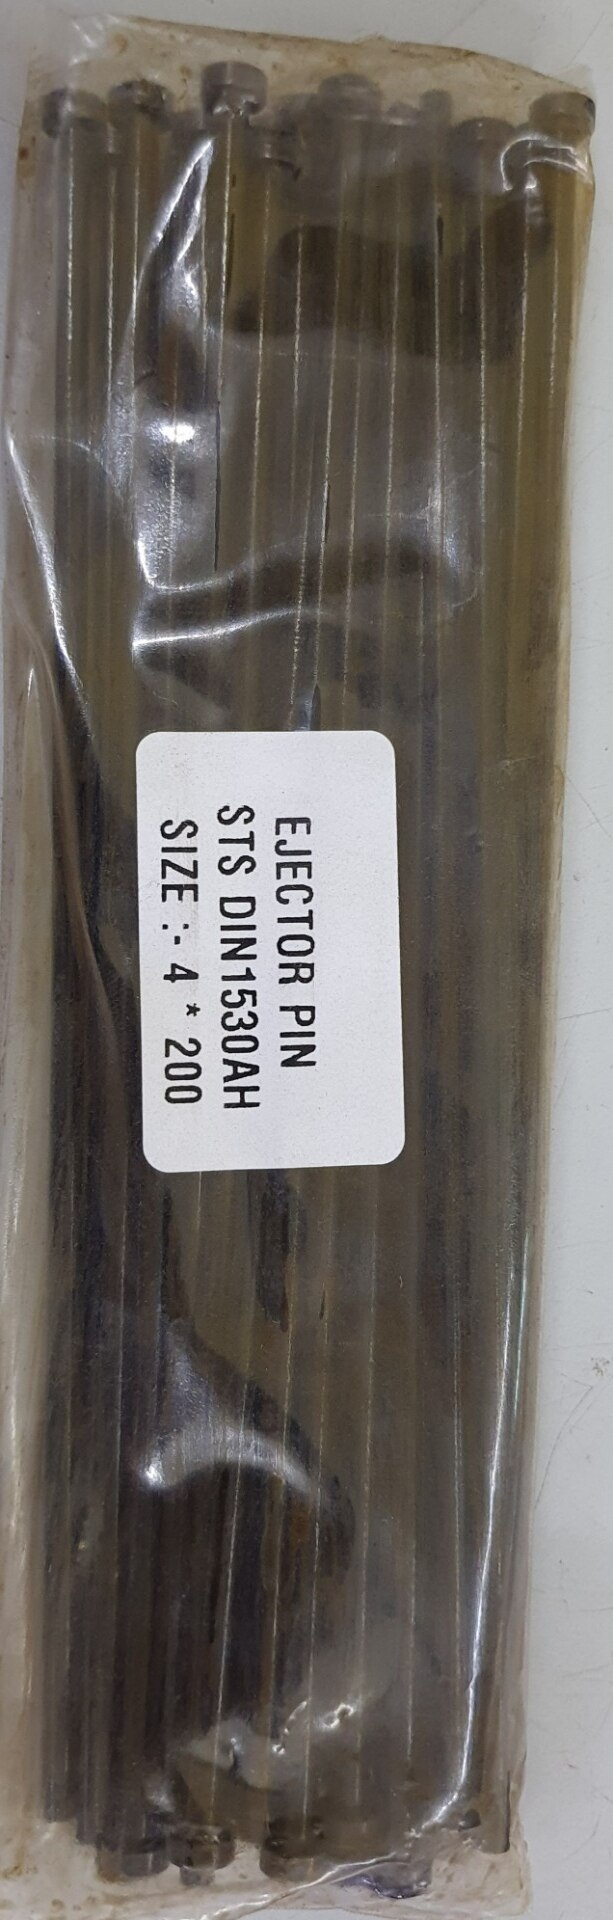 EJECTOR PIN
STS DIN1530AH
SIZE :- 4 * 200